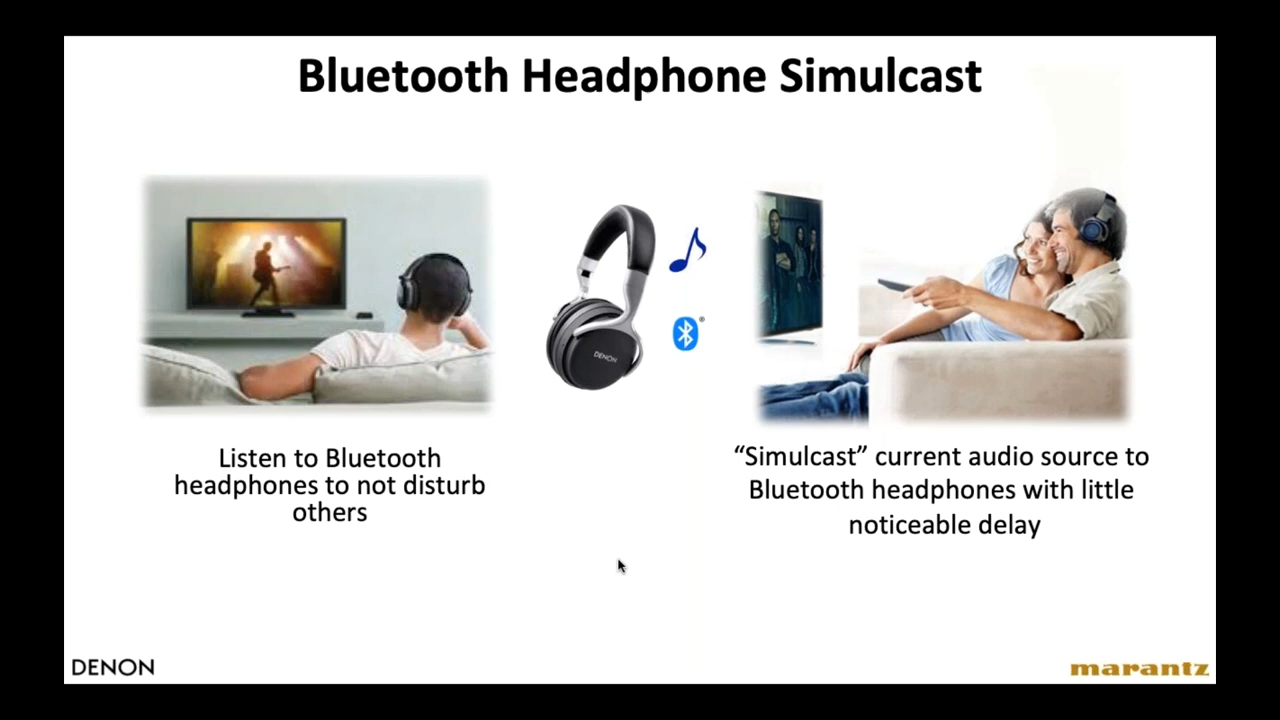 Bluetooth Headphone Simulcast
DENON
®
Listen to Bluetooth
headphones to not disturb
others
“Simulcast” current audio source to
Bluetooth headphones with little
noticeable delay
DENON
marantz